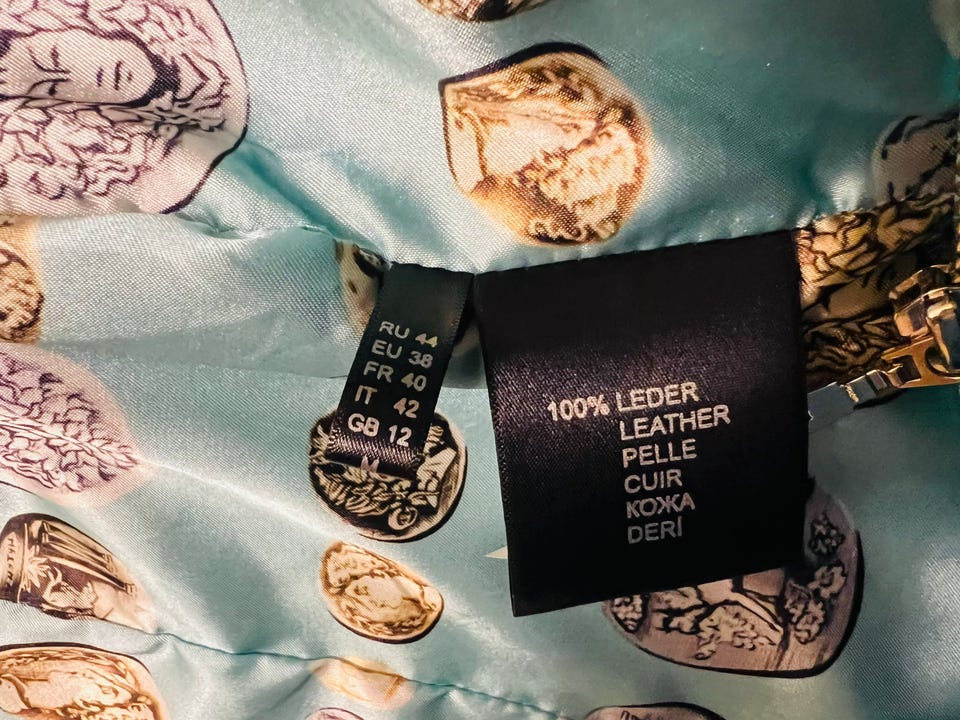 RU 44
EU 38
FR 40
IT 42
GB 12
100% LEDER
LEATHER
PELLE
CUIR
КОЖА
DERİ